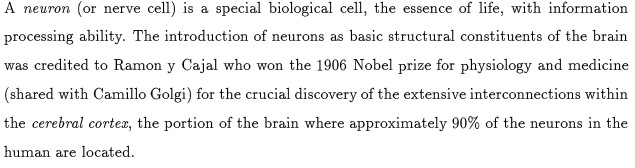 A neuron (or nerve cell) is a special biological cell, the essence of life, with information
processing ability. The introduction of neurons as basic structural constituents of the brain
was credited to Ramon y Cajal who won the 1906 Nobel prize for physiology and medicine
(shared with Camillo Golgi) for the crucial discovery of the extensive interconnections within
the cerebral cortex, the portion of the brain where approximately 90% of the neurons in the
human are located.